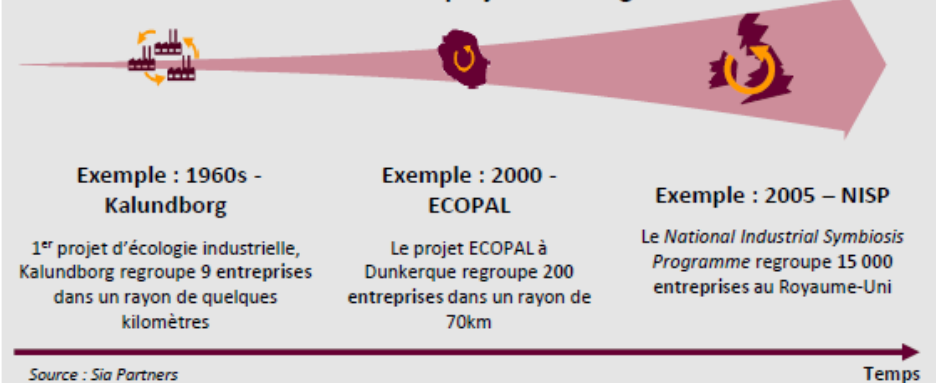 Exemple : 1960s -
Kalundborg
1er projet d'écologie industrielle,
Kalundborg regroupe 9 entreprises
dans un rayon de quelques
kilomètres
Exemple : 2000 -
ECOPAL
Le projet ECOPAL à
Dunkerque regroupe 200
entreprises dans un rayon de
70km
Exemple : 2005 – NISP
Le National Industrial Symbiosis
Programme regroupe 15 000
entreprises au Royaume-Uni
Source : Sia Partners
Temps